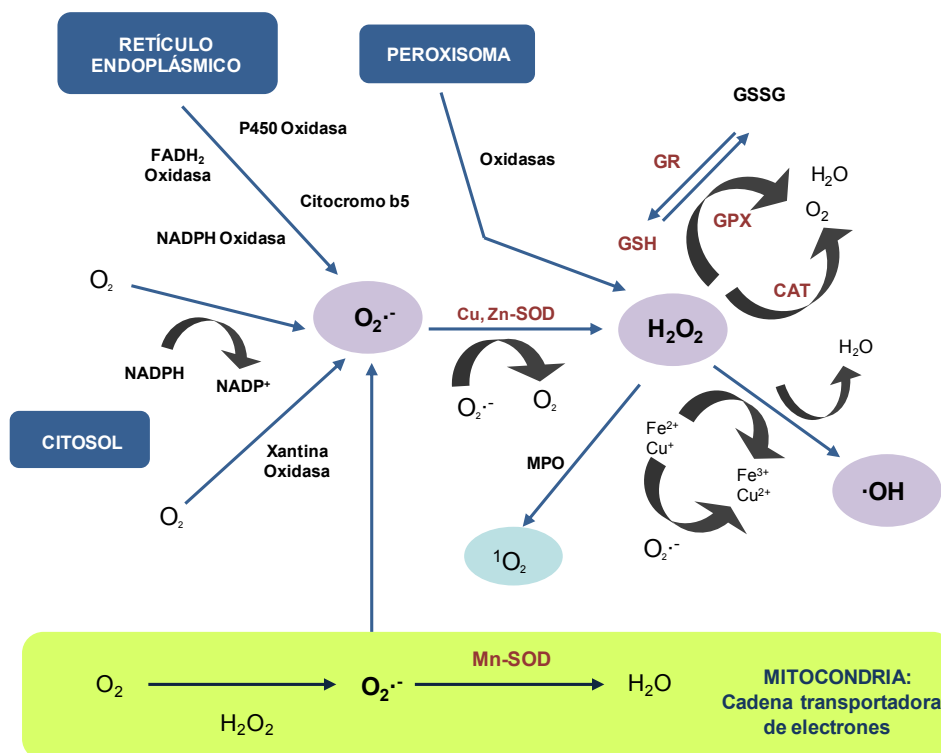 RETÍCULO
ENDOPLÁSMICO
PEROXISOMA
GSSG
P450 Oxidasa
FADH₂
Oxidasa
Oxidasas
GR
H₂O
Citocromo b5
GPX
O₂
NADPH Oxidasa
GSH
O₂
CAT
O₂·⁻
Cu, Zn-SOD
H₂O₂
H₂O
NADPH
NADP⁺
O₂·⁻
O₂
CITOSOL
Xantina
Oxidasa
MPO
Fe²⁺
Cu⁺
Fe³⁺
Cu²⁺
·OH
O₂
¹O₂
O₂·⁻
Mn-SOD
O₂
O₂·⁻
H₂O
H₂O₂
MITOCONDRIA:
Cadena transportadora
de electrones